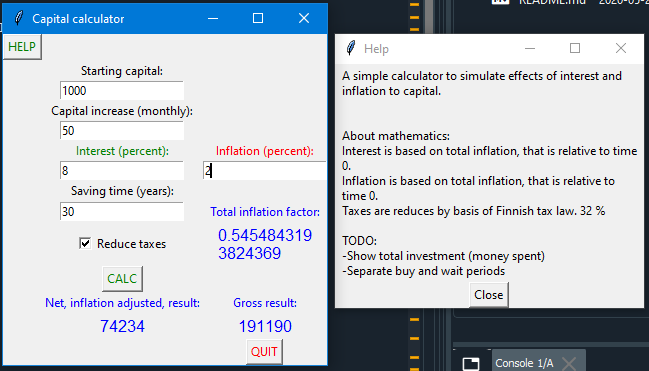 Capital calculator
HELP
Starting capital:
1000
Capital increase (monthly):
50
Interest (percent):
Inflation (percent):
8
2
Saving time (years):
30
Total inflation factor:
0.545484319
3824369
Reduce taxes
CALC
Net, inflation adjusted, result:
Gross result:
74234
191190
QUIT
README.md
Help
A simple calculator to simulate effects of interest and
inflation to capital.
About mathematics:
Interest is based on total inflation, that is relative to time
0.
Inflation is based on total inflation, that is relative to
time 0.
Taxes are reduces by basis of Finnish tax law. 32 %
TODO:
-Show total investment (money spent)
-Separate buy and wait periods
Close
Console 1/A